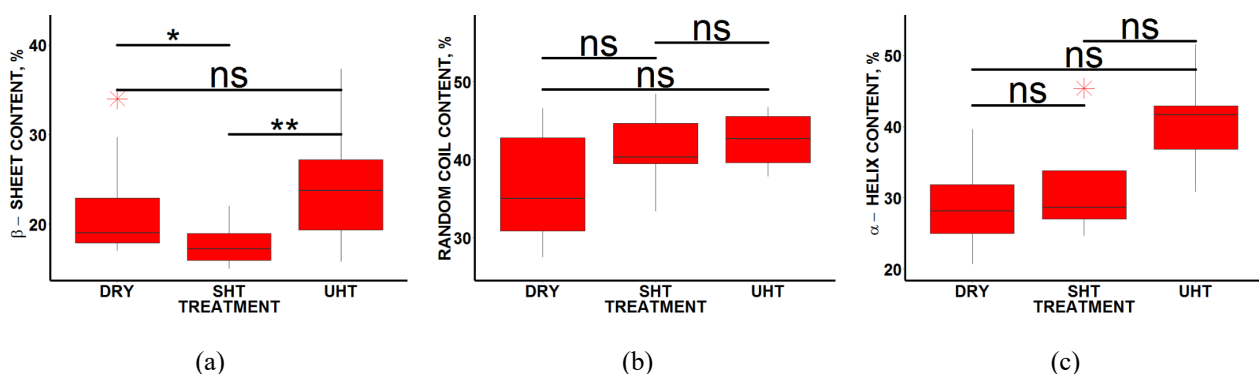 β – SHEET CONTENT, %
40
30
20
*
ns
**
DRY SHT UHT
TREATMENT
(a)
RANDOM COIL CONTENT, %
50
40
30
ns
ns
ns
DRY SHT UHT
TREATMENT
(b)
α – HELIX CONTENT, %
50
40
30
20
ns
ns
ns
DRY SHT UHT
TREATMENT
(c)